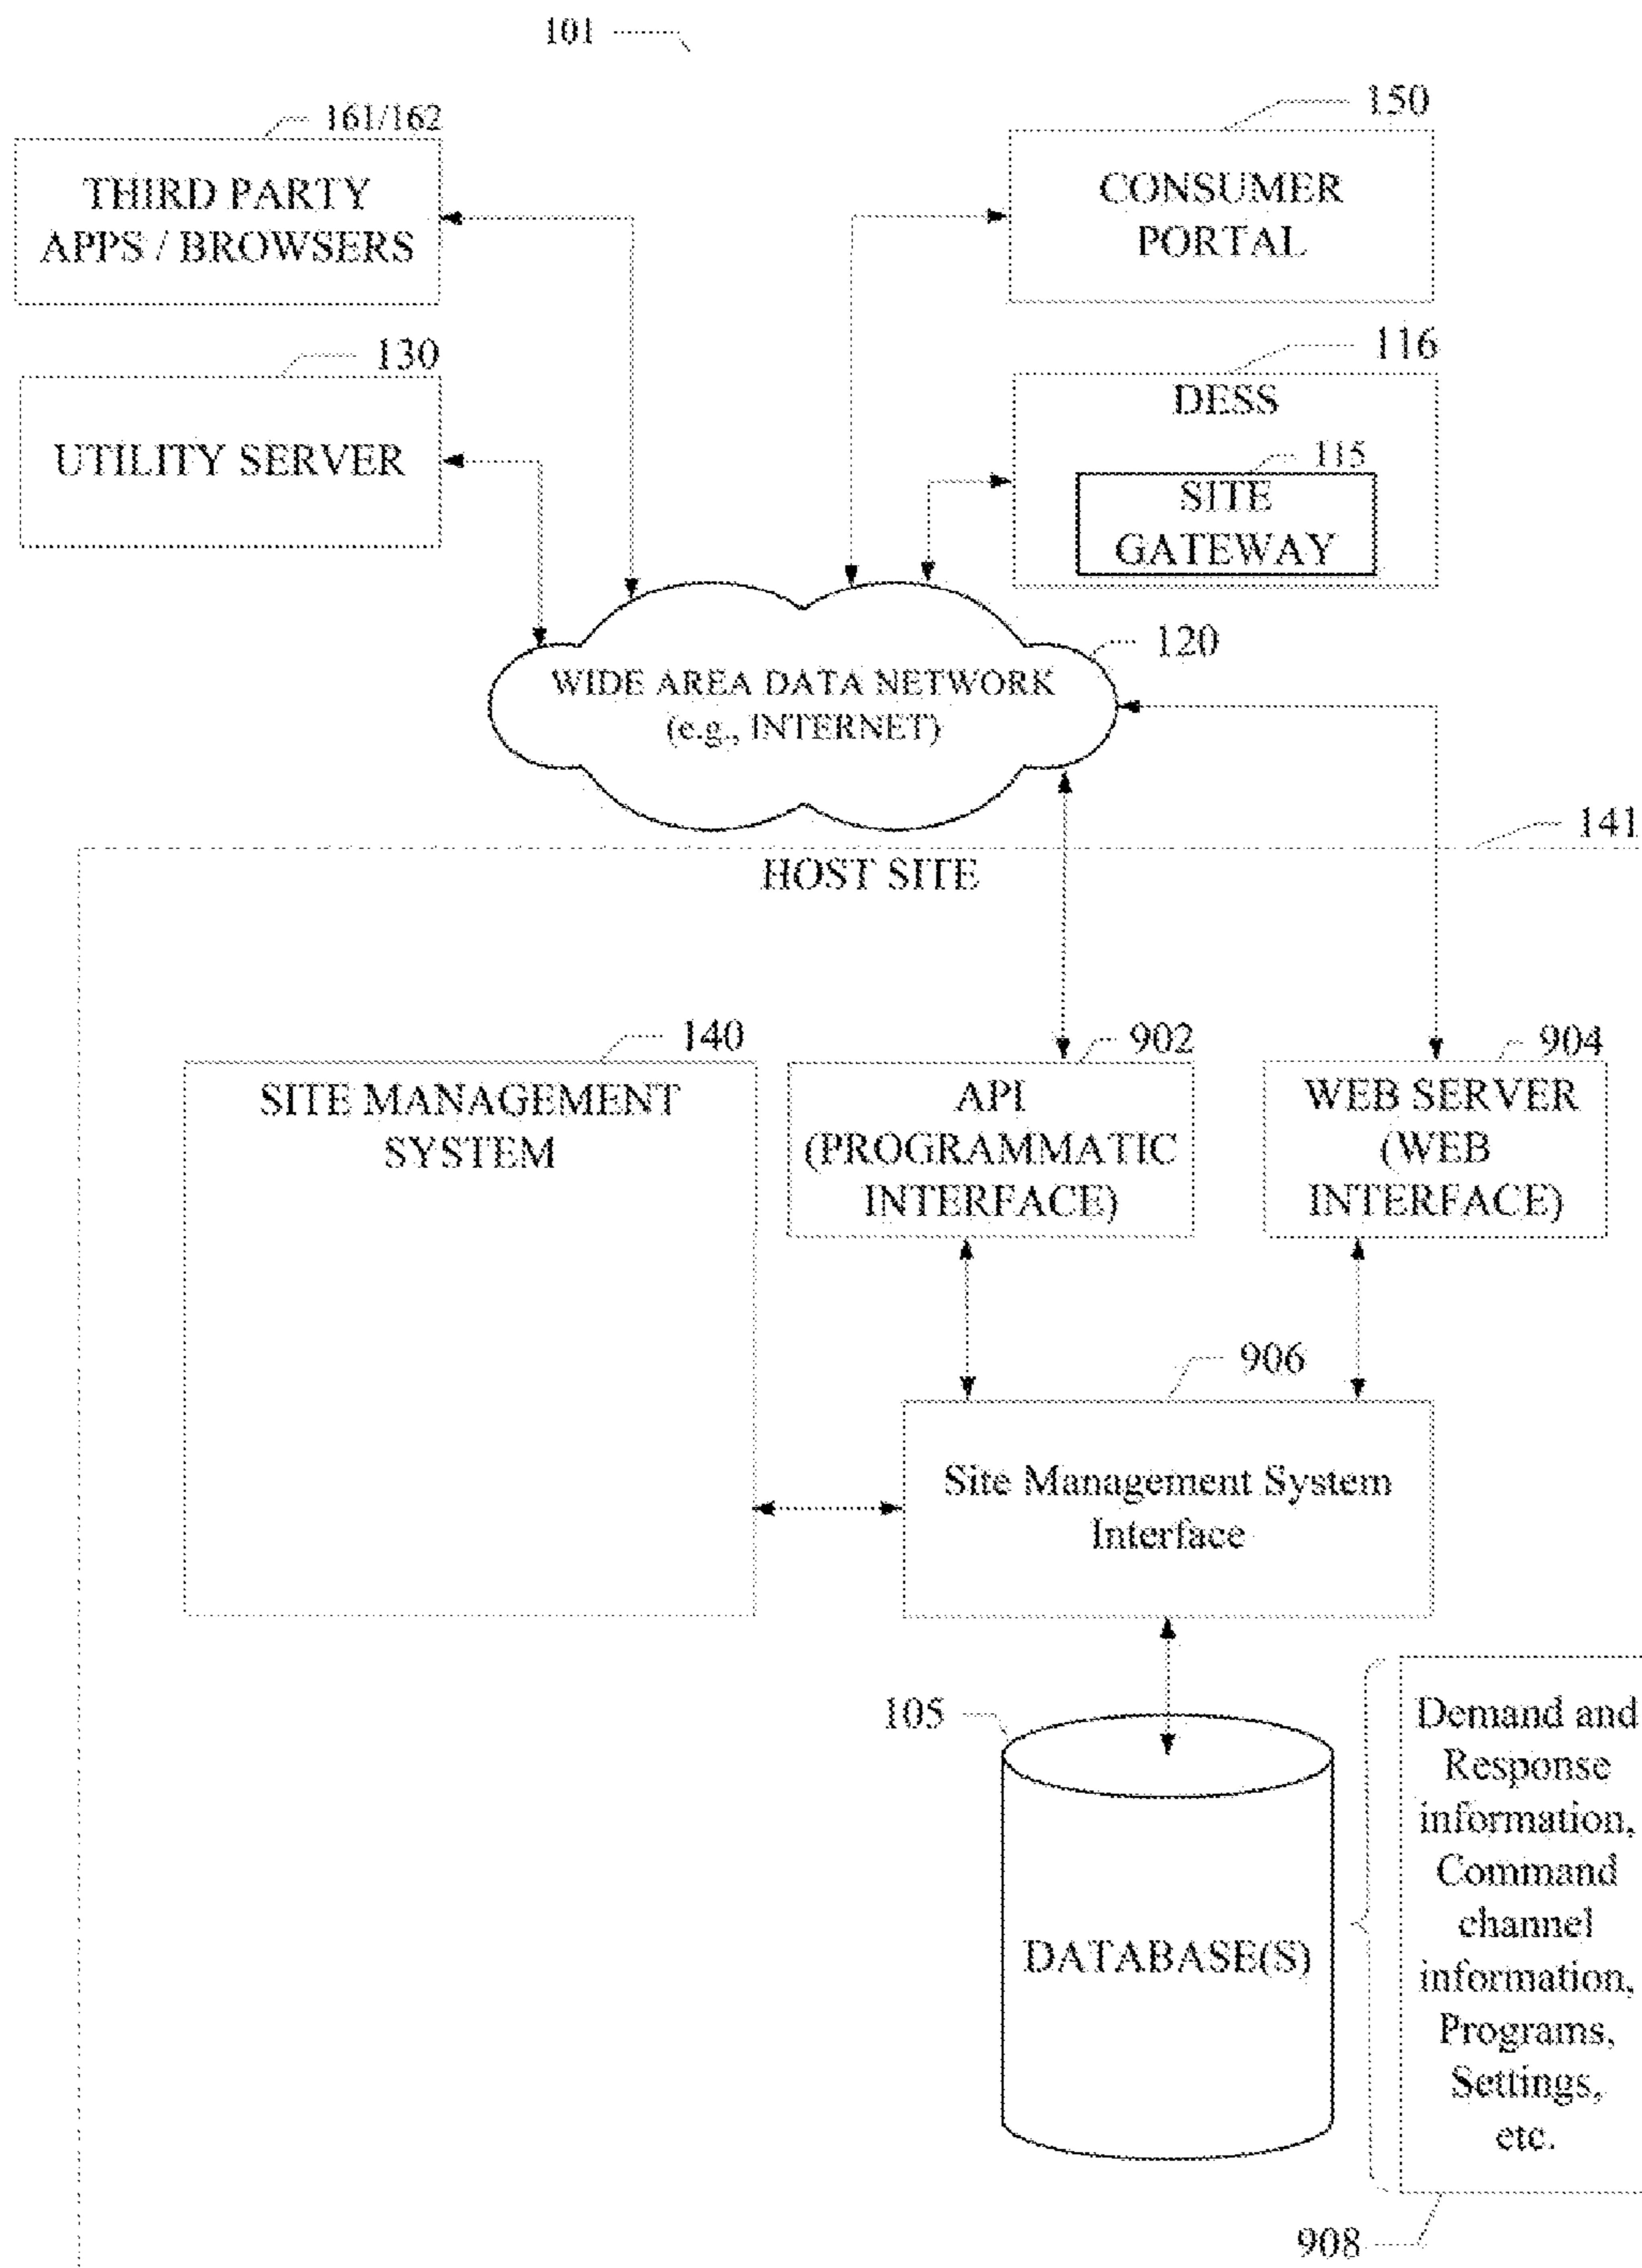 101
161/162
THIRD PARTY
APPS / BROWSERS
150
CONSUMER
PORTAL
130
UTILITY SERVER
116
DESS
115
SITE
GATEWAY
120
WIDE AREA DATA NETWORK
(e.g., INTERNET)
141
HOST SITE
140
SITE MANAGEMENT
SYSTEM
902
API
(PROGRAMMATIC
INTERFACE)
904
WEB SERVER
(WEB
INTERFACE)
906
Site Management System
Interface
105
DATABASE(S)
Demand and
Response
information,
Command
channel
information,
Programs,
Settings,
etc.
908